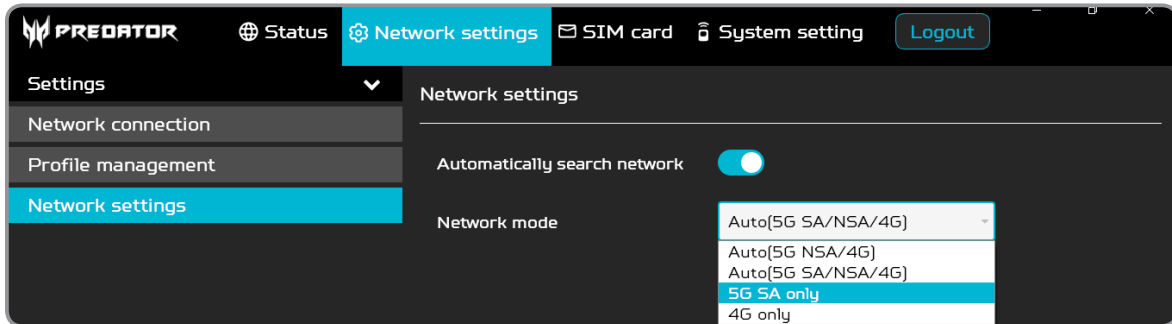 PREDATOR Status Network settings SIM card System setting Logout
Settings
Network connection
Profile management
Network settings
Network settings
Automatically search network
Network mode Auto(5G SA/NSA/4G)
Auto(5G NSA/4G)
Auto(5G SA/NSA/4G)
5G SA only
4G only